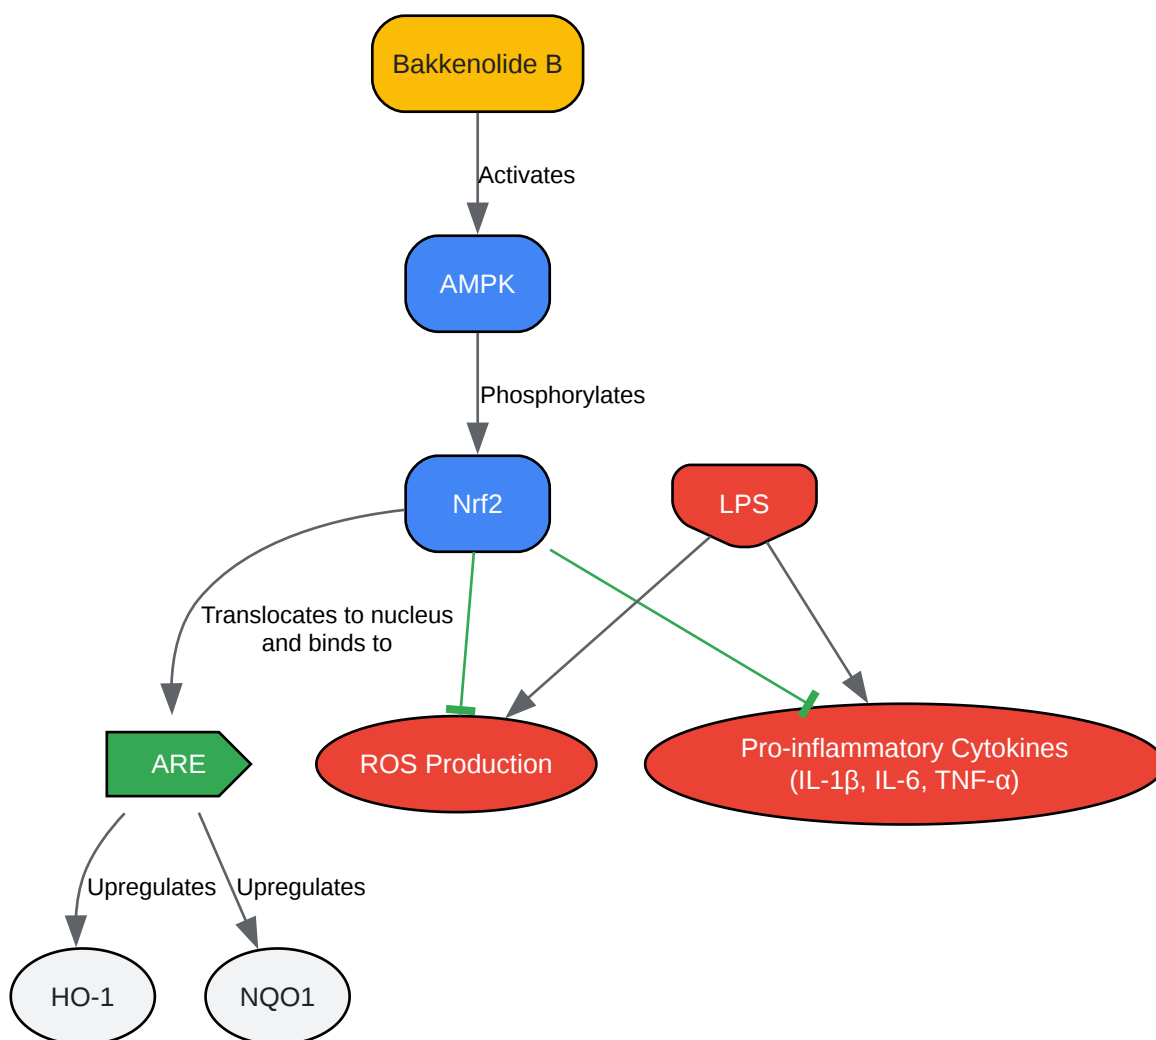 Bakkenolide B
Activates
AMPK
Phosphorylates
Nrf2
LPS
Translocates to nucleus
and binds to
ARE
ROS Production
Pro-inflammatory Cytokines
(IL-1β, IL-6, TNF-α)
Upregulates
Upregulates
HO-1
NQO1